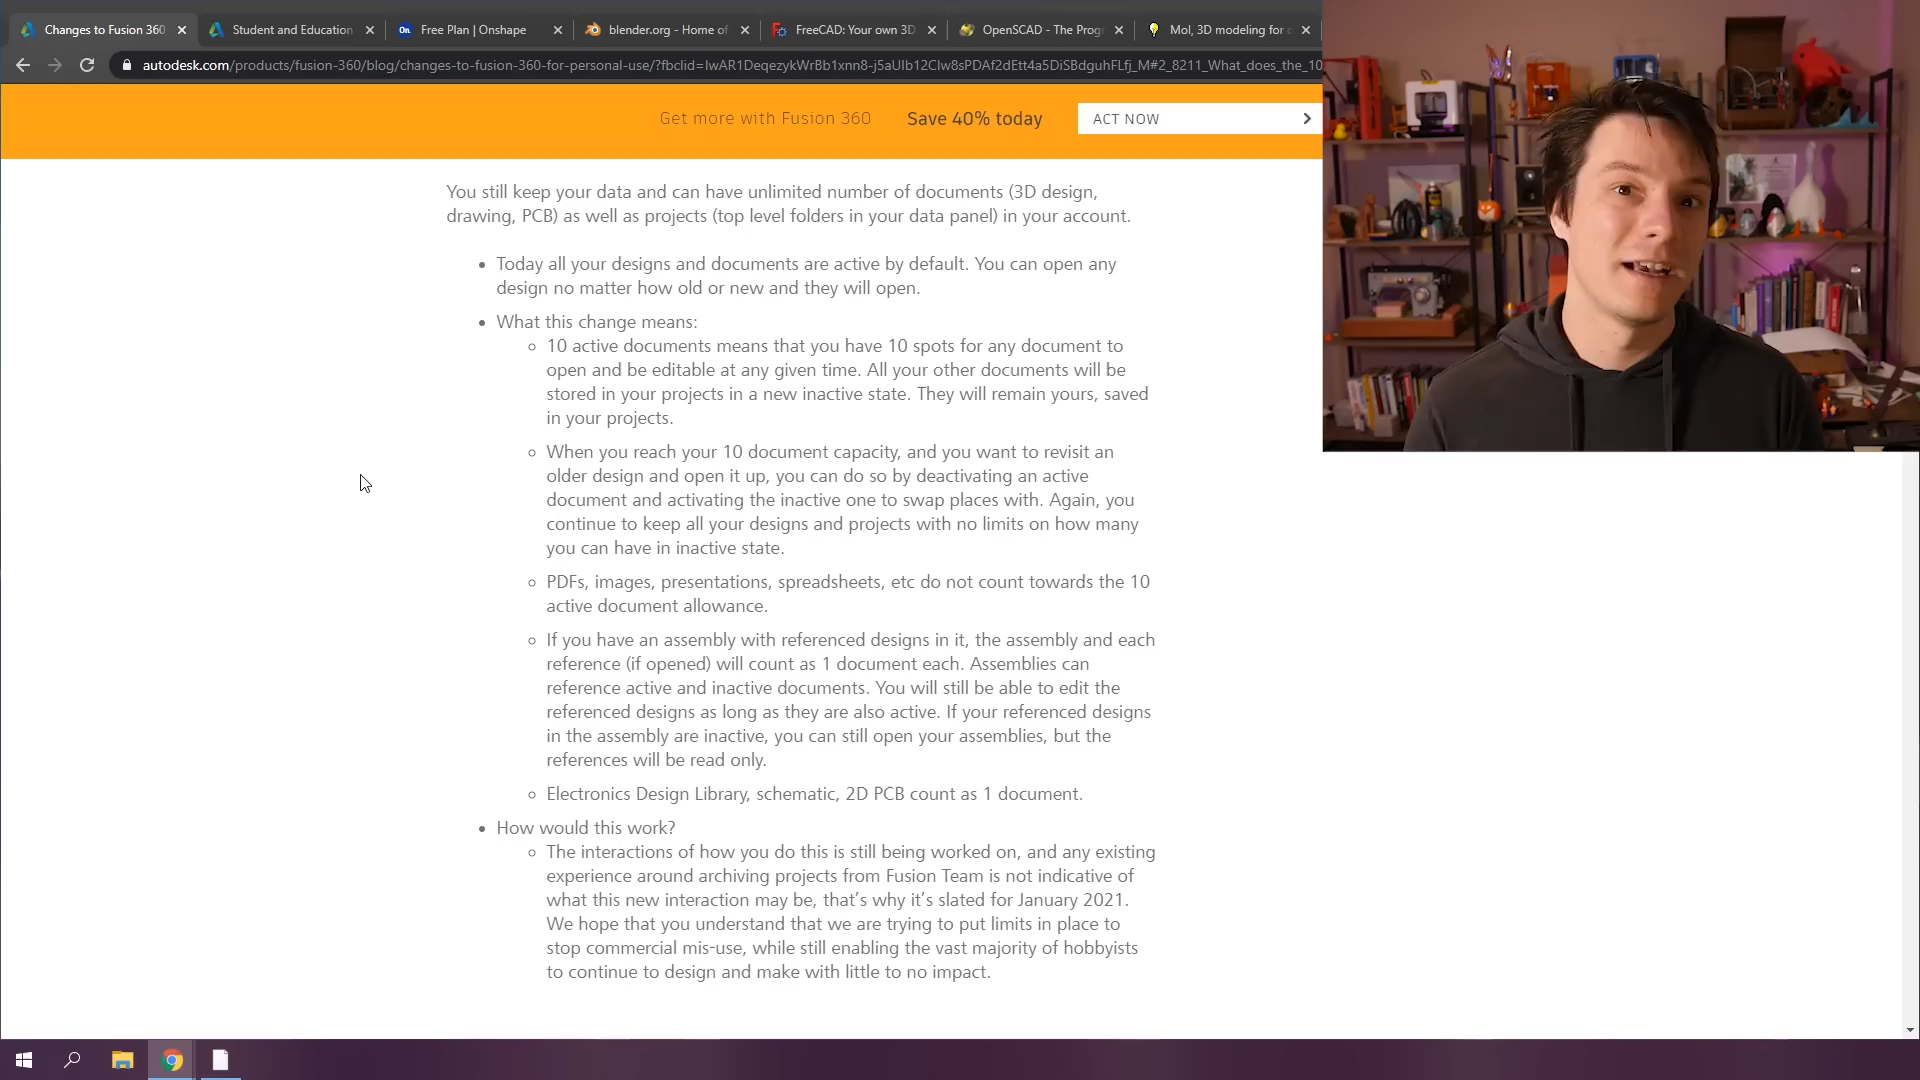 Changes to Fusion 360
Student and Education
On
Free Plan | Onshape
blender.org - Home of
FreeCAD: Your own 3D
OpenSCAD - The Progr
MoI, 3D modeling for
autodesk.com/products/fusion-360/blog/changes-to-fusion-360-for-personal-use/?fbclid=IwAR1DeqezykWrBb1xnn8-j5aUIb12CIw8sPDAf2dEtt4a5DiSBdguhFLfj_M#2_8211_What_does_the_10
Get more with Fusion 360
Save 40% today
ACT NOW
You still keep your data and can have unlimited number of documents (3D design,
drawing, PCB) as well as projects (top level folders in your data panel) in your account.
• Today all your designs and documents are active by default. You can open any
design no matter how old or new and they will open.
• What this change means:
◦ 10 active documents means that you have 10 spots for any document to
open and be editable at any given time. All your other documents will be
stored in your projects in a new inactive state. They will remain yours, saved
in your projects.
◦ When you reach your 10 document capacity, and you want to revisit an
older design and open it up, you can do so by deactivating an active
document and activating the inactive one to swap places with. Again, you
continue to keep all your designs and projects with no limits on how many
you can have in inactive state.
◦ PDFs, images, presentations, spreadsheets, etc do not count towards the 10
active document allowance.
◦ If you have an assembly with referenced designs in it, the assembly and each
reference (if opened) will count as 1 document each. Assemblies can
reference active and inactive documents. You will still be able to edit the
referenced designs as long as they are also active. If your referenced designs
in the assembly are inactive, you can still open your assemblies, but the
references will be read only.
◦ Electronics Design Library, schematic, 2D PCB count as 1 document.
• How would this work?
◦ The interactions of how you do this is still being worked on, and any existing
experience around archiving projects from Fusion Team is not indicative of
what this new interaction may be, that’s why it’s slated for January 2021.
We hope that you understand that we are trying to put limits in place to
stop commercial mis-use, while still enabling the vast majority of hobbyists
to continue to design and make with little to no impact.